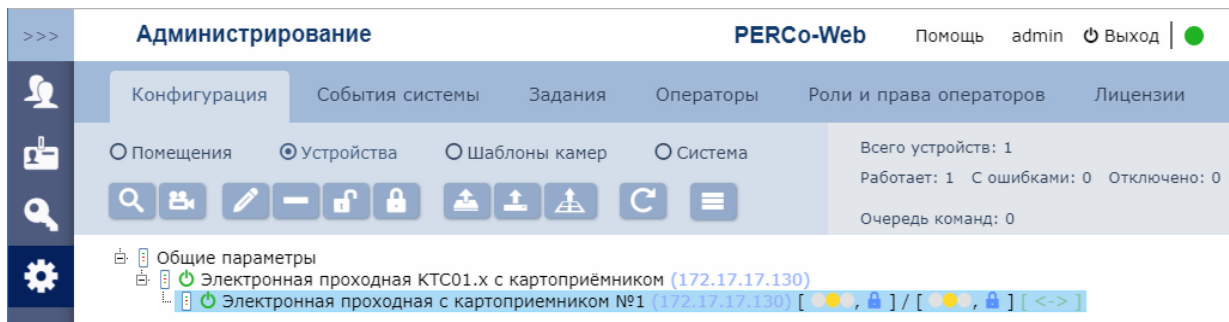 >>> Администрирование PERCo-Web Помощь admin Выход
Конфигурация События системы Задания Операторы Роли и права операторов Лицензии
Помещения Устройства Шаблоны камер Система
Всего устройств: 1
Работает: 1 С ошибками: 0 Отключено: 0
Очередь команд: 0
Общие параметры
Электронная проходная КТС01.x с картоприёмником (172.17.17.130)
Электронная проходная с картоприемником №1 (172.17.17.130) [ , ] / [ , ] [ <-> ]